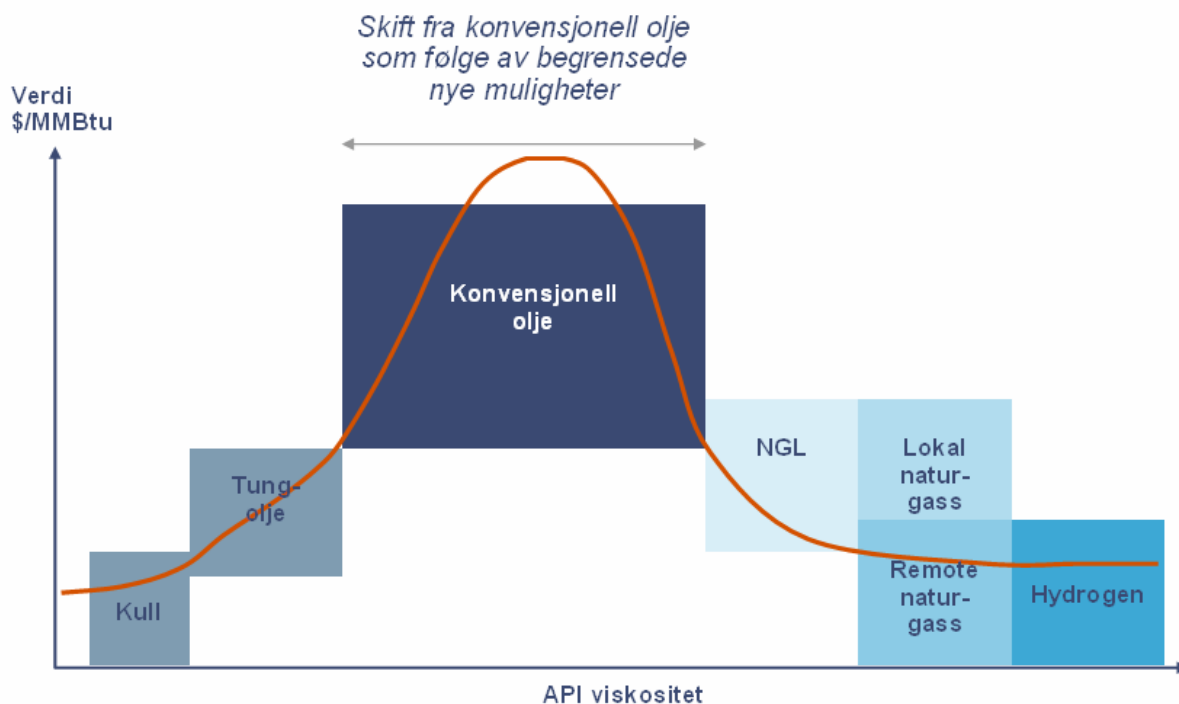 Skift fra konvensjonell olje
som følge av begrensede
nye muligheter
Verdi
$/MMBtu
Konvensjonell
olje
NGL
Lokal
natur-
gass
Tung-
olje
Kull
Remote
natur-
gass
Hydrogen
API viskositet